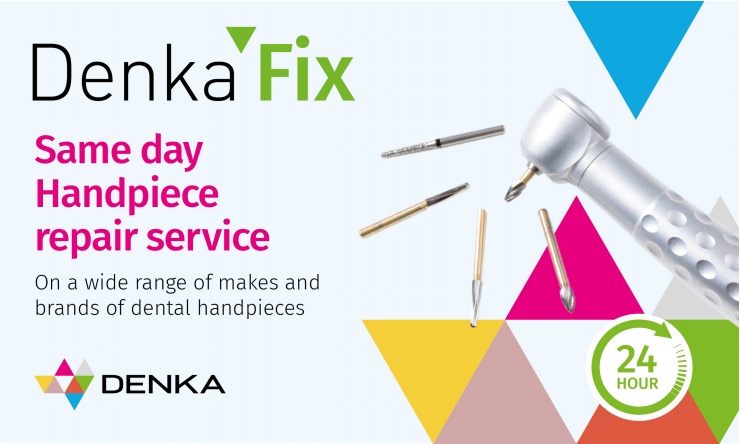 Denka Fix
Same day
Handpiece
repair service
On a wide range of makes and
brands of dental handpieces
DENKA
24
HOUR